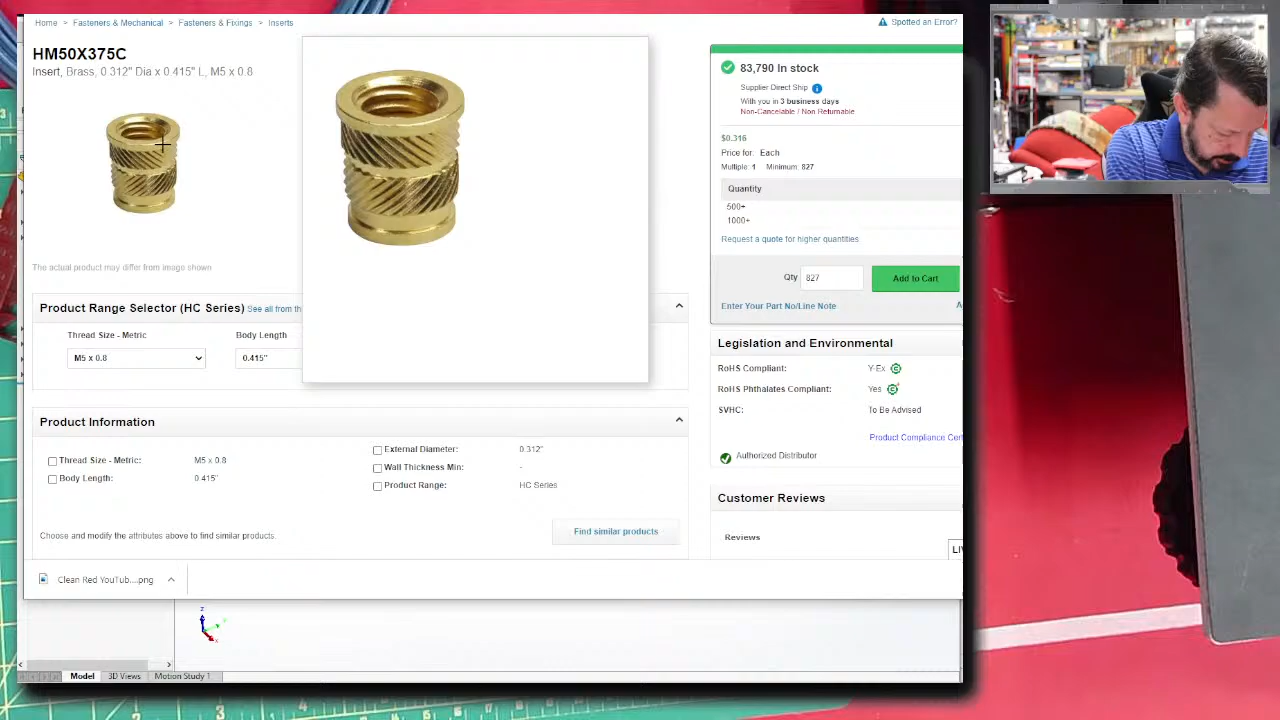 Home > Fasteners & Mechanical > Fasteners & Fixings > Inserts
Spotted an Error?
HM50X375C
Insert, Brass, 0.312" Dia x 0.415" L, M5 x 0.8
The actual product may differ from image shown
83,790 In stock
Supplier Direct Ship
With you in 3 business days
Non-Cancelable / Non Returnable
$0.316
Price for: Each
Multiple: 1 Minimum: 827
Quantity
500+
1000+
Request a quote for higher quantities
Qty 827 Add to Cart
Enter Your Part No/Line Note
Product Range Selector (HC Series) See all from th
Thread Size - Metric Body Length
M5 x 0.8 0.415"
Product Information
Thread Size - Metric: M5 x 0.8
Body Length: 0.415"
External Diameter: 0.312"
Wall Thickness Min: -
Product Range: HC Series
Choose and modify the attributes above to find similar products.
Find similar products
Legislation and Environmental
RoHS Compliant: Y-Ex
RoHS Phthalates Compliant: Yes
SVHC: To Be Advised
Product Compliance Cert
Authorized Distributor
Customer Reviews
Reviews
Clean Red YouTub....png
z
x
Model 3D Views Motion Study 1